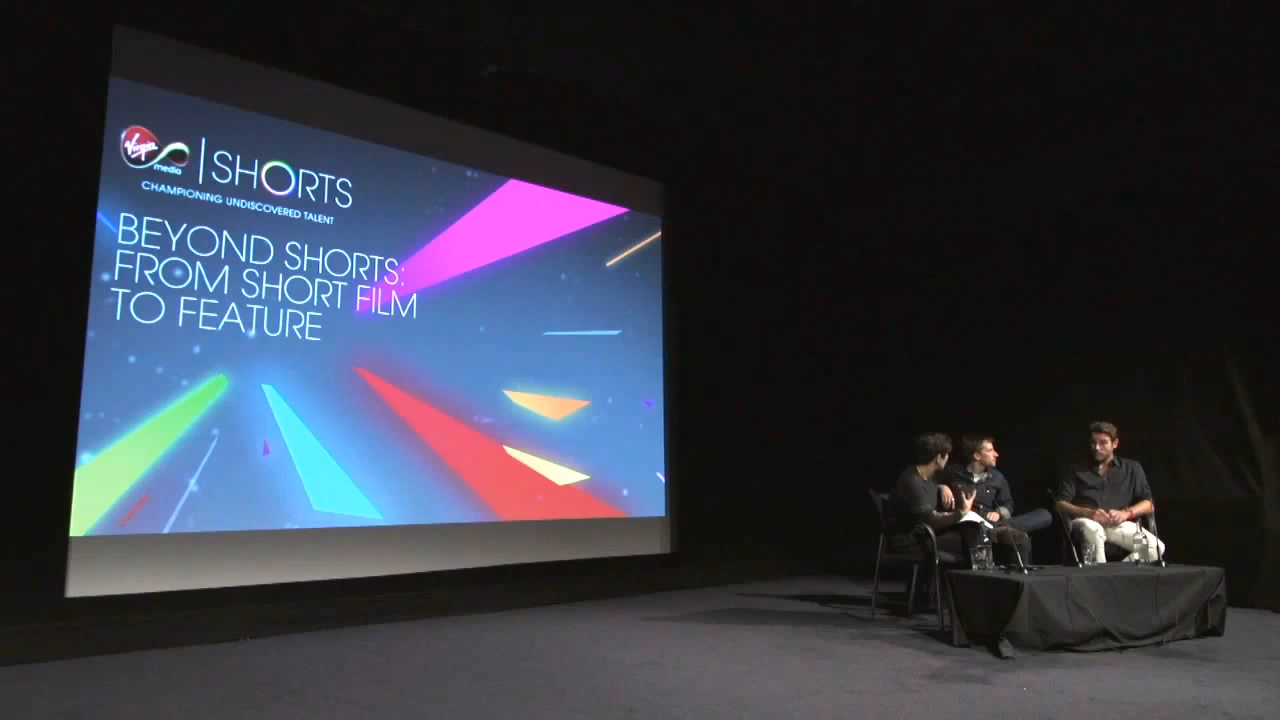 Virgin
media
SHORTS
CHAMPIONING UNDISCOVERED TALENT
BEYOND SHORTS:
FROM SHORT FILM
TO FEATURE